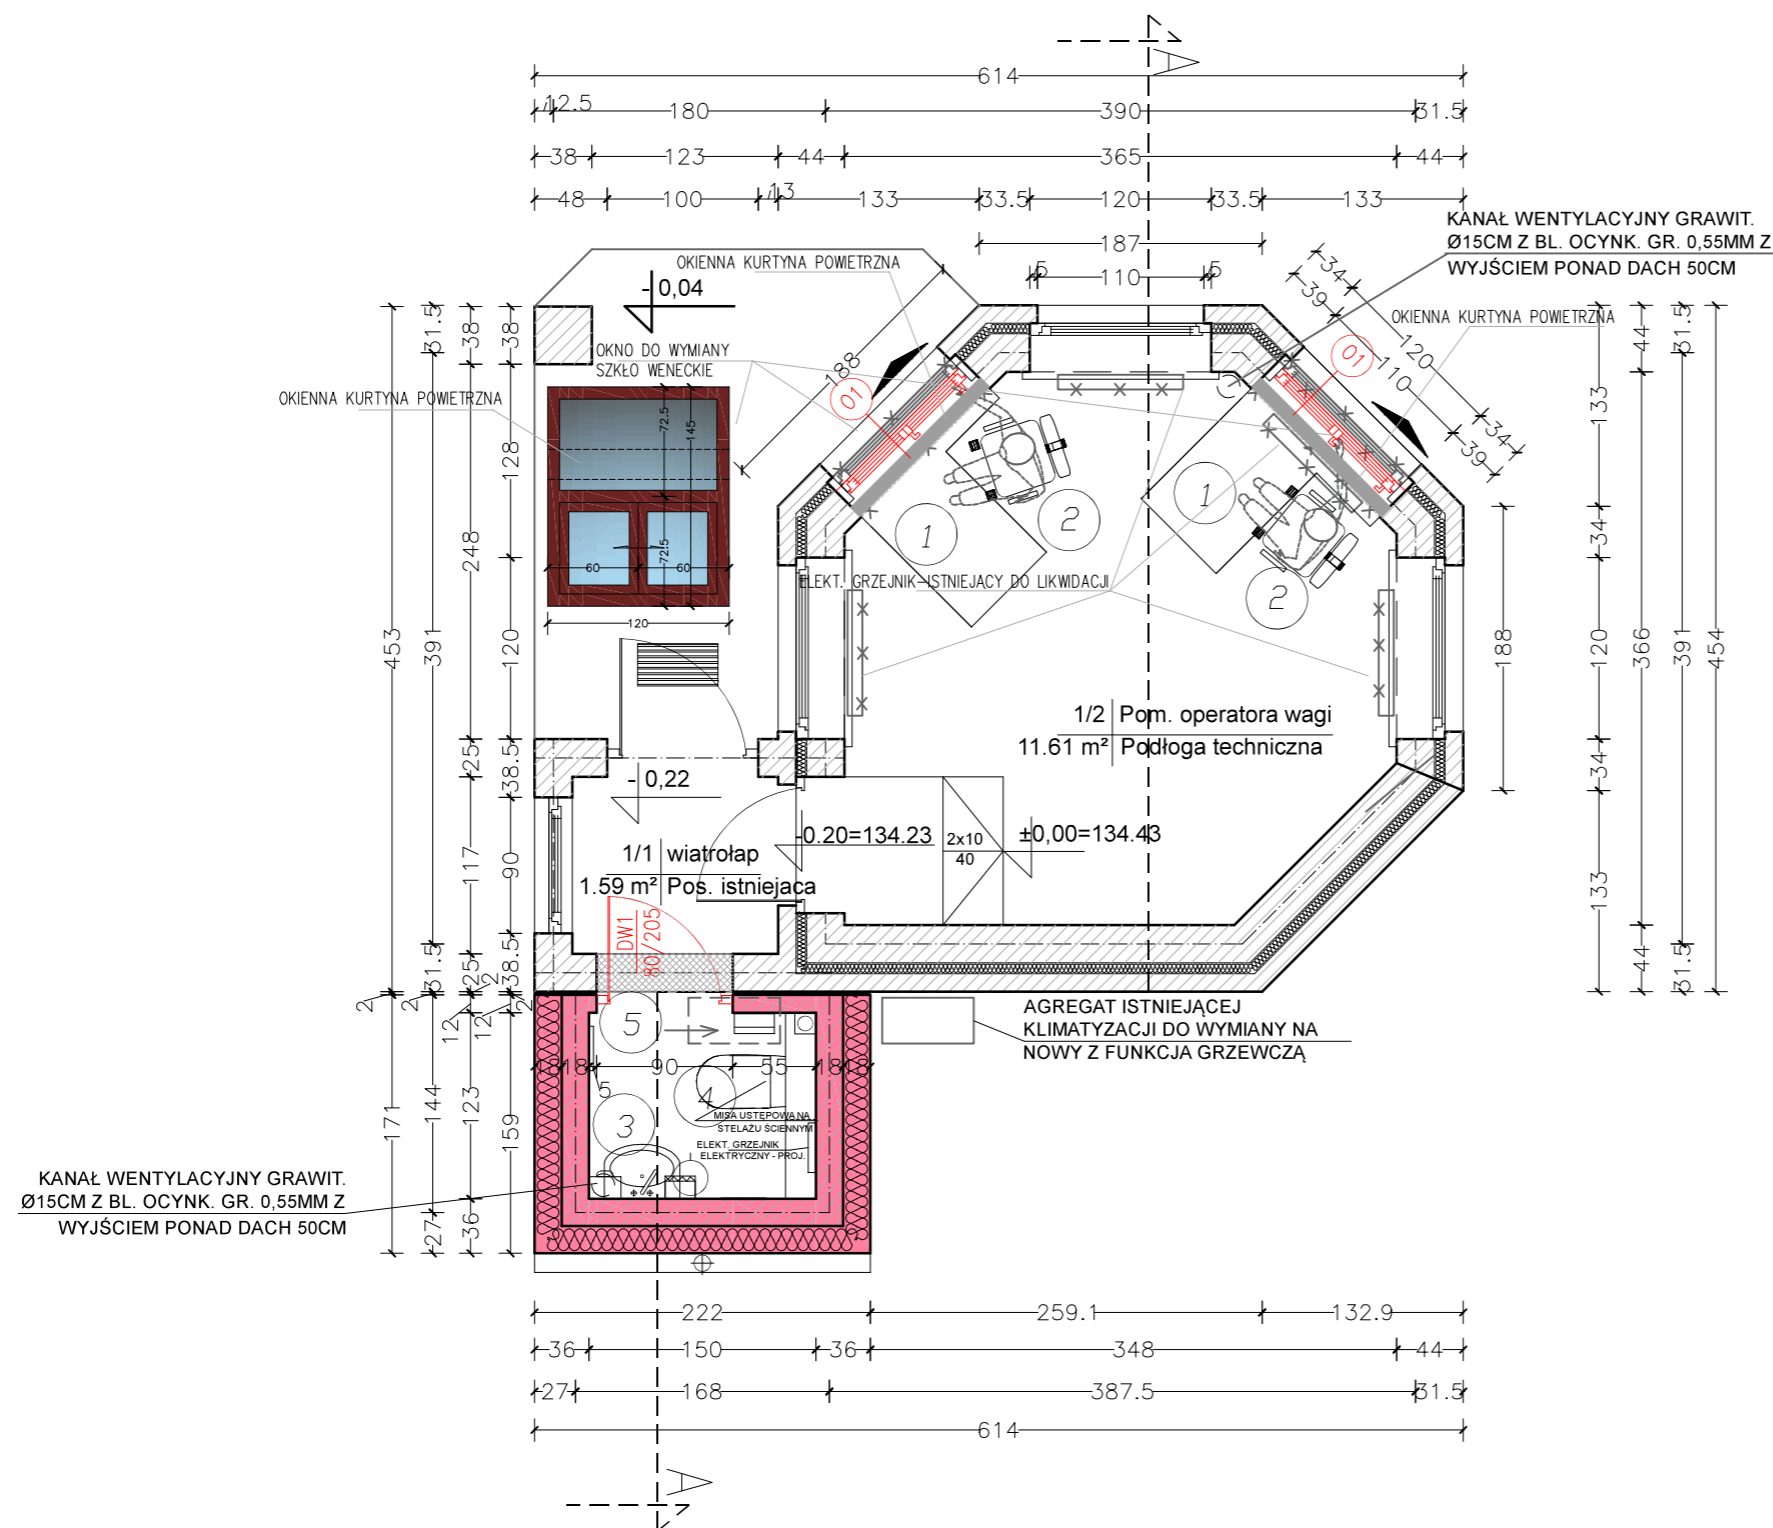 A
614
12.5 180 390 31.5
38 123 44 365 44
48 100 13 133 33.5 120 33.5 133
187
5 110 5
KANAŁ WENTYLACYJNY GRAWIT.
Ø15CM Z BL. OCYNK. GR. 0,55MM Z
WYJŚCIEM PONAD DACH 50CM
OKIENNA KURTYNA POWIETRZNA
- 0,04
34
39
120
110
34
39
OKIENNA KURTYNA POWIETRZNA
OKNO DO WYMIANY
SZKŁO WENECKIE
OKIENNA KURTYNA POWIETRZNA
188
01
01
72.5
145
72.5
60 60
120
1
2
1
2
ELEKT. GRZEJNIK-ISTNIEJACY DO LIKWIDACJI
453
31.5
391
31.5
38
248
25
117
25
38
128
120
38.5
90
38.5
133
34
120
34
133
44
366
44
31.5
391
31.5
454
188
1/2 Pom. operatora wagi
11.61 m² Podłoga techniczna
- 0,22
-0.20=134.23
2x10
40
±0,00=134.43
1/1 wiatrołap
1.59 m² Pos. istniejaca
DW1
80/205
2
2
2
2
12
12
171
144
27
123
36
159
5
AGREGAT ISTNIEJĄCEJ
KLIMATYZACJI DO WYMIANY NA
NOWY Z FUNKCJA GRZEWCZĄ
18 18 90 55 18 18
5
4
3
MISA USTĘPOWA NA
STELAŻU ŚCIENNYM
ELEKT. GRZEJNIK
ELEKTRYCZNY - PROJ.
KANAŁ WENTYLACYJNY GRAWIT.
Ø15CM Z BL. OCYNK. GR. 0,55MM Z
WYJŚCIEM PONAD DACH 50CM
222 259.1 132.9
36 150 36 348 44
27 168 387.5 31.5
614
A